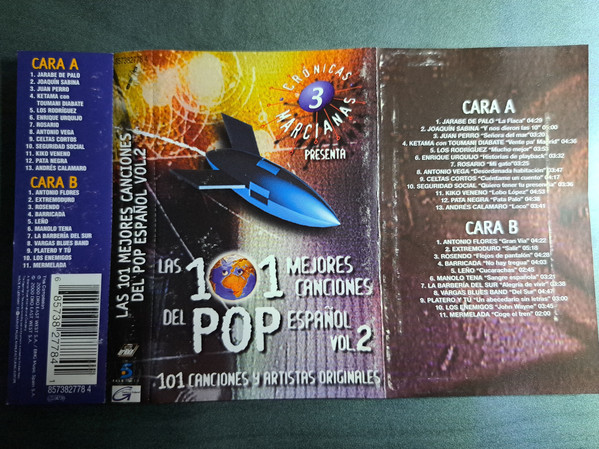 CARA A
1. JARABE DE PALO
2. JOAQUÍN SABINA
3. JUAN PERRO
4. KETAMA con
TOUMANI DIABATE
5. LOS RODRÍGUEZ
6. ENRIQUE URQUIJO
7. ROSARIO
8. ANTONIO VEGA
9. CELTAS CORTOS
10. SEGURIDAD SOCIAL
11. KIKO VENENO
12. PATA NEGRA
13. ANDRÉS CALAMARO
CARA B
1. ANTONIO FLORES
2. EXTREMODURO
3. ROSENDO
4. BARRICADA
5. LEÑO
6. MANOLO TENA
7. LA BARBERÍA DEL SUR
8. VARGAS BLUES BAND
9. PLATERO Y TÚ
10. LOS ENEMIGOS
11. MERMELADA
6 85738 27784 1
1 857382778 4
LAS 101 MEJORES CANCIONES
DEL POP ESPAÑOL VOL.2
857382778
CRÓNICAS
3
MARCIANAS
PRESENTA
LAS 101 MEJORES
CANCIONES
DEL POP ESPAÑOL
VOL.2
101 CANCIONES Y ARTISTAS ORIGINALES
CARA A
1. JARABE DE PALO "La Flaca" 04:29
2. JOAQUÍN SABINA "Y nos dieron las 10"
3. JUAN PERRO "Señora del mar"
4. KETAMA con TOUMANI DIABATE "Vente pa' Madrid" 04:36
5. LOS RODRÍGUEZ "Mucho mejor"
6. ENRIQUE URQUIJO "Historias de playback" 03:32
7. ROSARIO "Mi gato" 03:25
8. ANTONIO VEGA "Desordenada habitación" 03:47
9. CELTAS CORTOS "Cuéntame un cuento" 04:17
10. SEGURIDAD SOCIAL "Quiero tener tu presencia" 03:36
11. KIKO VENENO "Lobo López" 03:53
12. PATA NEGRA "Pata Palo" 04:38
13. ANDRÉS CALAMARO "Loco" 03:41
CARA B
1. ANTONIO FLORES "Gran Vía" 04:22
2. EXTREMODURO "Salir" 05:18
3. ROSENDO "Flojos de pantalón"
4. BARRICADA "No hay tregua" 04:03
5. LEÑO "Cucarachas" 02:45
6. MANOLO TENA "Sangre española"
7. LA BARBERÍA DEL SUR "Alegría de vivir" 03:38
8. VARGAS BLUES BAND "Del Sur" 04:47
9. PLATERO Y TÚ "Un abecedario sin letras" 03:00
10. LOS ENEMIGOS "John Wayne" 03:45
11. MERMELADA "Coge el tren" 02:00